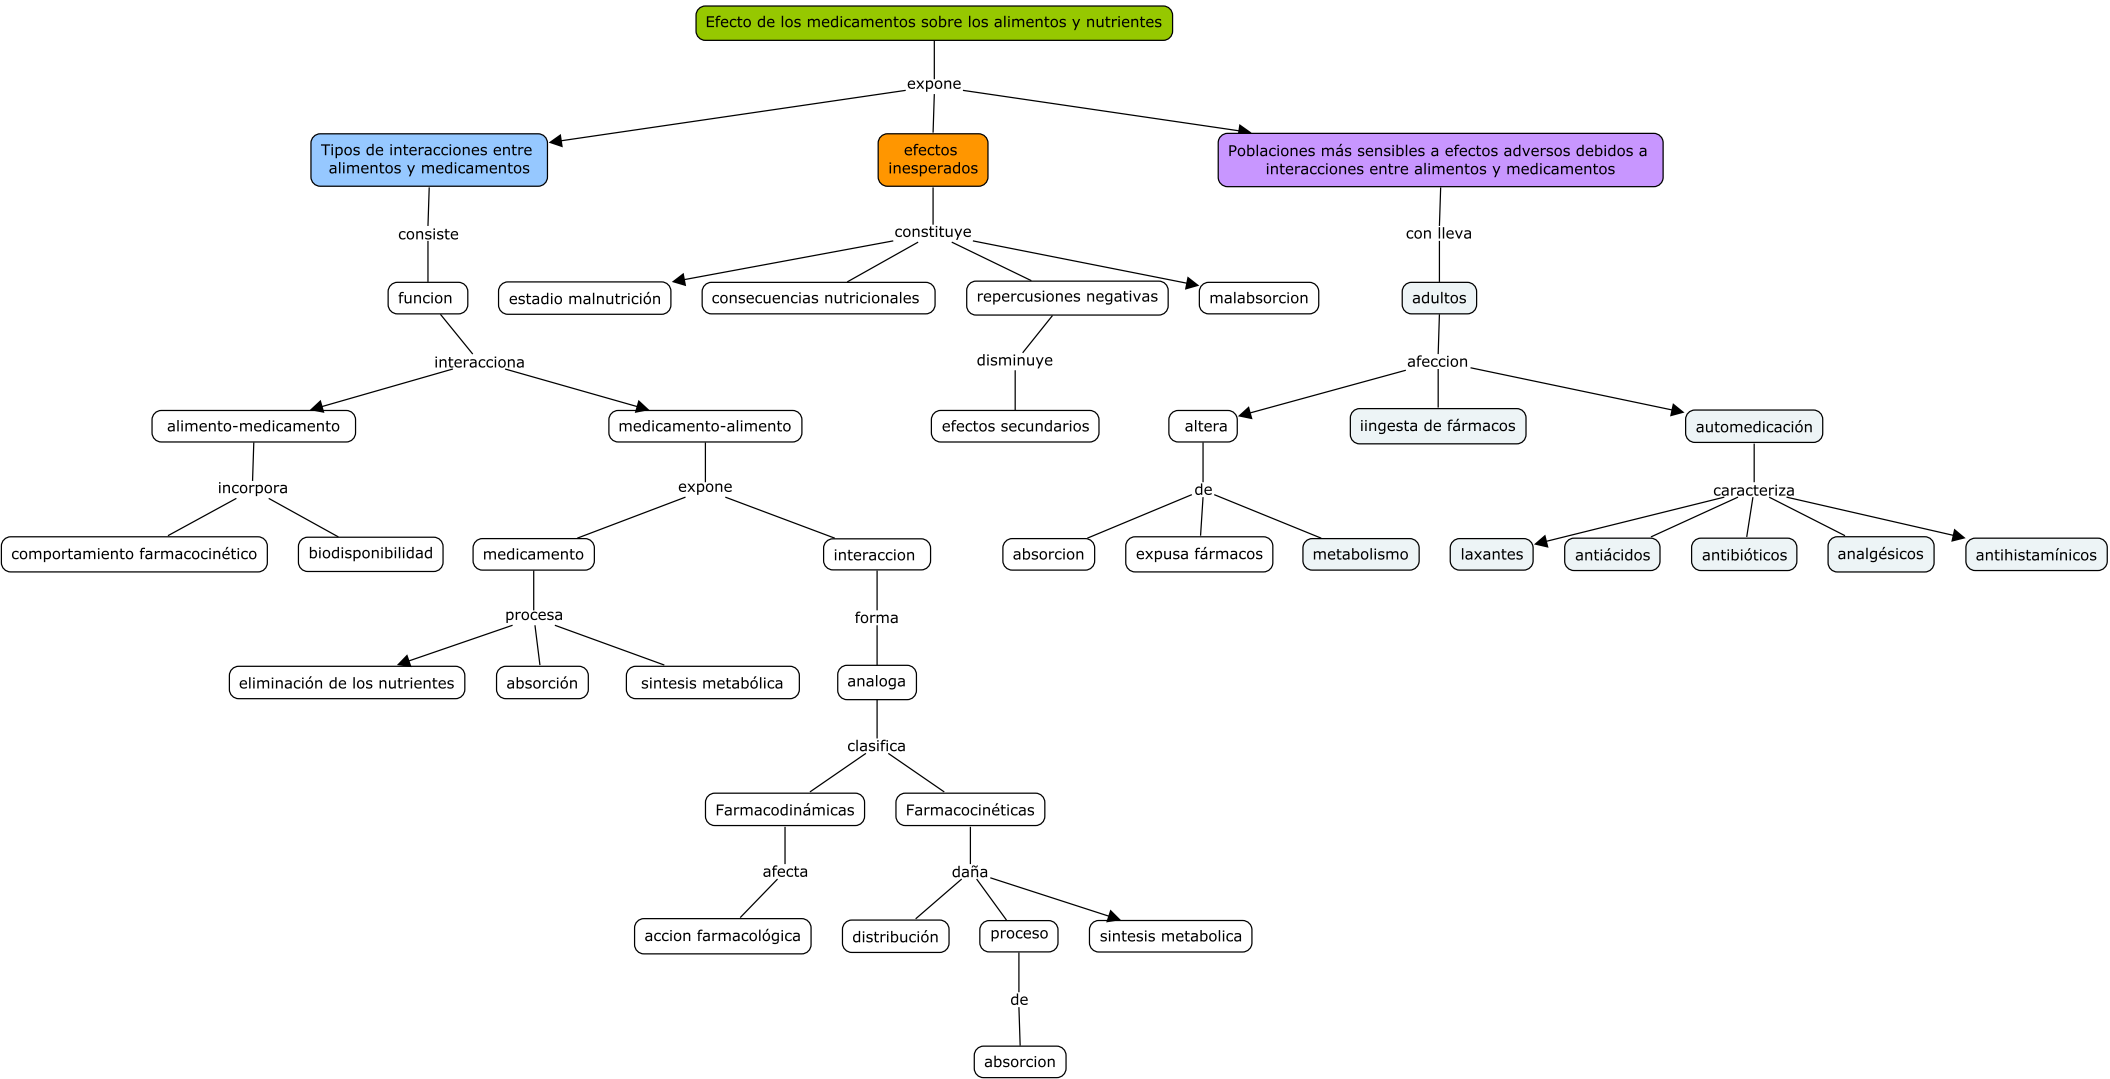 Efecto de los medicamentos sobre los alimentos y nutrientes
expone
Tipos de interacciones entre
alimentos y medicamentos
efectos
inesperados
Poblaciones más sensibles a efectos adversos debidos a
interacciones entre alimentos y medicamentos
consiste
constituye
con lleva
funcion
estadio malnutrición
consecuencias nutricionales
repercusiones negativas
malabsorcion
adultos
interacciona
disminuye
afeccion
alimento-medicamento
medicamento-alimento
efectos secundarios
altera
iingesta de fármacos
automedicación
incorpora
expone
de
caracteriza
comportamiento farmacocinético
biodisponibilidad
medicamento
interaccion
absorcion
expusa fármacos
metabolismo
laxantes
antiácidos
antibióticos
analgésicos
antihistamínicos
procesa
forma
eliminación de los nutrientes
absorción
sintesis metabólica
analoga
clasifica
Farmacodinámicas
Farmacocinéticas
afecta
daña
accion farmacológica
distribución
proceso
sintesis metabolica
de
absorcion